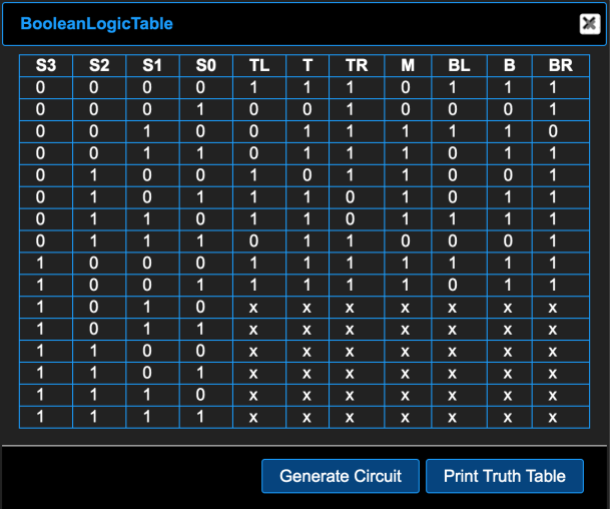 BooleanLogicTable
S3 S2 S1 S0 TL T TR M BL B BR
0 0 0 0 1 1 1 0 1 1 1
0 0 0 1 0 0 1 0 0 0 1
0 0 1 0 0 1 1 1 1 1 0
0 0 1 1 0 1 1 1 0 1 1
0 1 0 0 1 0 1 1 0 0 1
0 1 0 1 1 1 0 1 0 1 1
0 1 1 0 1 1 0 1 1 1 1
0 1 1 1 0 1 1 0 0 0 1
1 0 0 0 1 1 1 1 1 1 1
1 0 0 1 1 1 1 1 0 1 1
1 0 1 0 x x x x x x x
1 0 1 1 x x x x x x x
1 1 0 0 x x x x x x x
1 1 0 1 x x x x x x x
1 1 1 0 x x x x x x x
1 1 1 1 x x x x x x x
Generate Circuit Print Truth Table